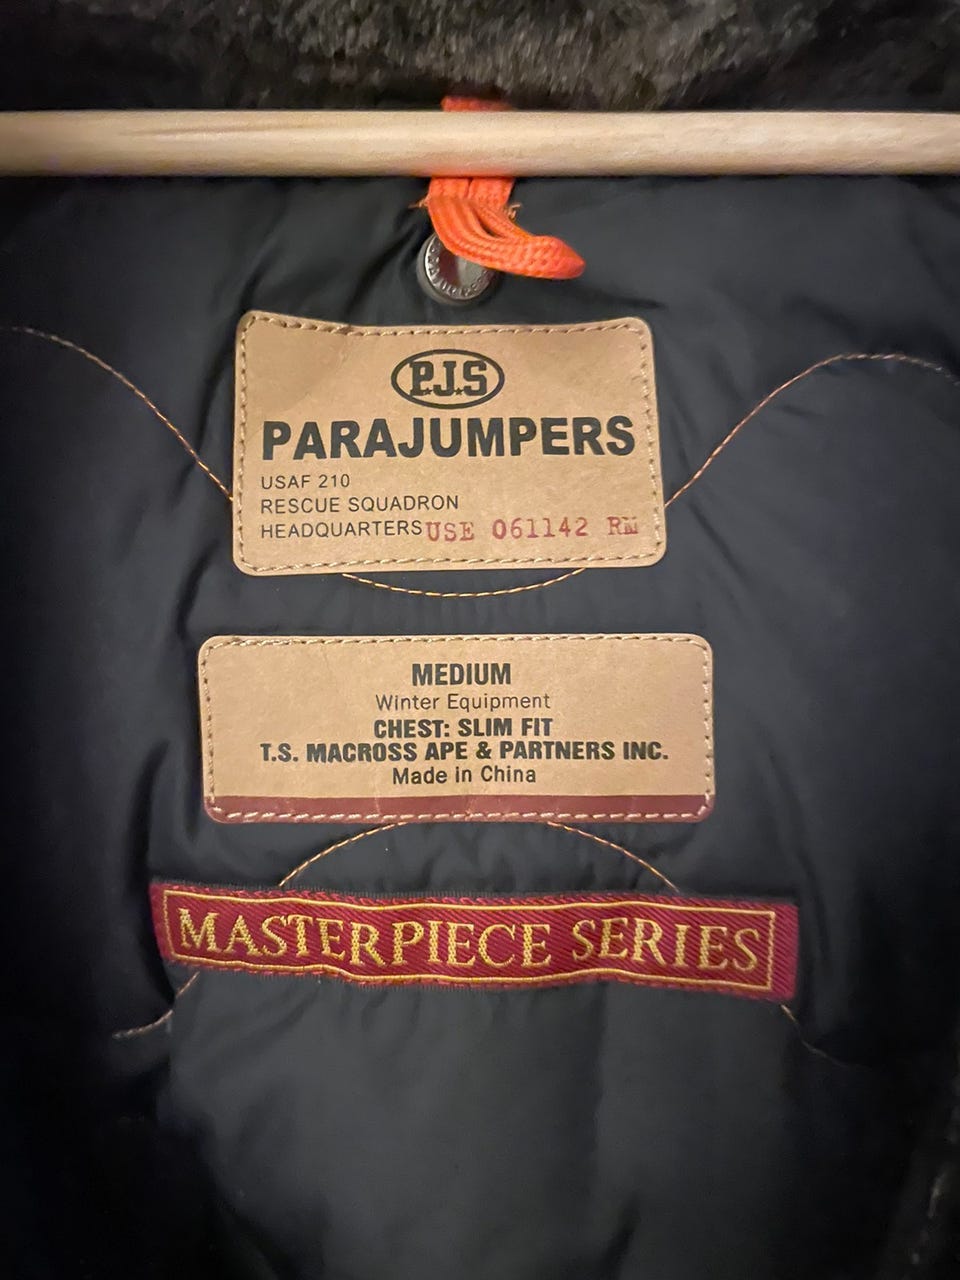 P.J.S
PARAJUMPERS
USAF 210
RESCUE SQUADRON
HEADQUARTERS USE 061142 RM
MEDIUM
Winter Equipment
CHEST: SLIM FIT
T.S. MACROSS APE & PARTNERS INC.
Made in China
MASTERPIECE SERIES